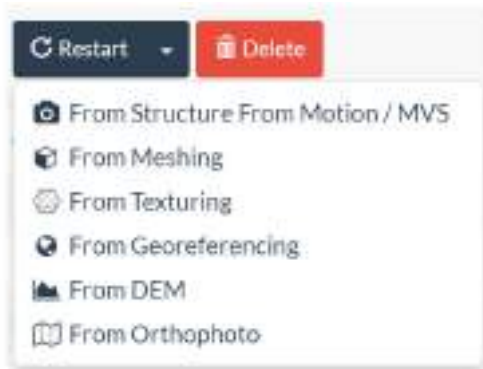 Restart
Delete
From Structure From Motion / MVS
From Meshing
From Texturing
From Georeferencing
From DEM
From Orthophoto